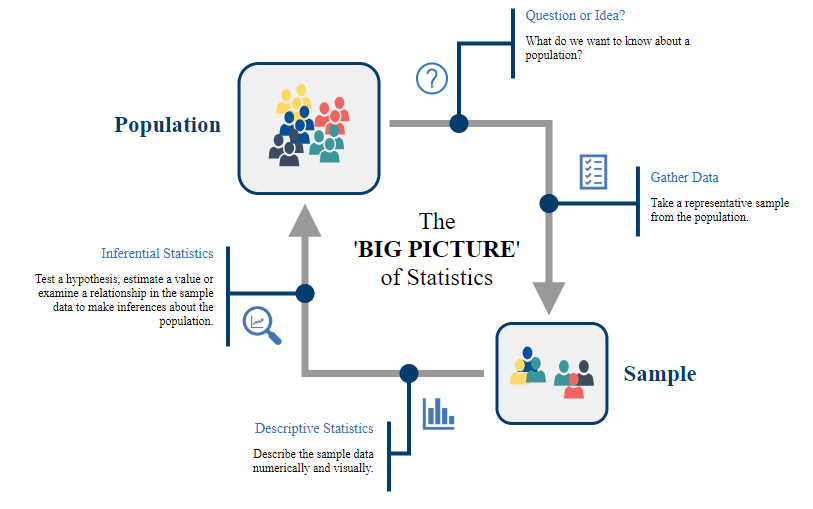 Question or Idea?
What do we want to know about a
population?
Population
Gather Data
Take a representative sample
from the population.
The
'BIG PICTURE'
of Statistics
Inferential Statistics
Test a hypothesis, estimate a value or
examine a relationship in the sample
data to make inferences about the
population.
Sample
Descriptive Statistics
Describe the sample data
numerically and visually.